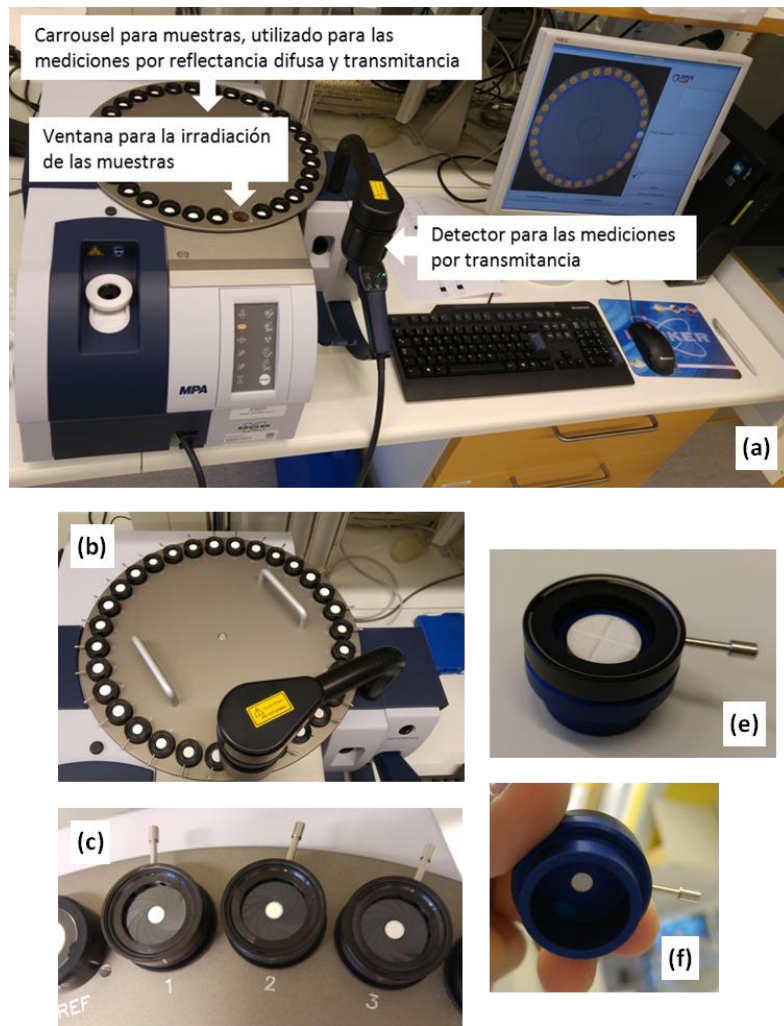 Carrousel para muestras, utilizado para las
mediciones por reflectancia difusa y transmitancia
Ventana para la irradiación
de las muestras
NEC
Detector para las mediciones
por transmitancia
MPA
(a)
(b)
(e)
(c)
REF
1
2
3
(f)